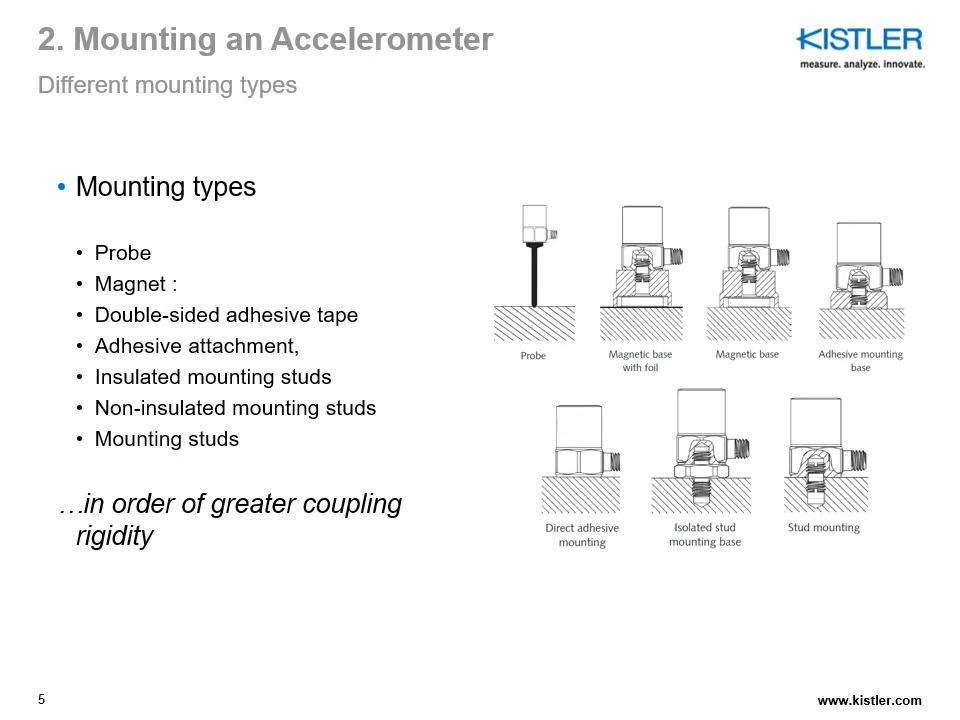 2. Mounting an Accelerometer
Different mounting types
KISTLER
measure. analyze. innovate.
• Mounting types
• Probe
• Magnet :
• Double-sided adhesive tape
• Adhesive attachment,
• Insulated mounting studs
• Non-insulated mounting studs
• Mounting studs
…in order of greater coupling
rigidity
Probe
Magnetic base
with foil
Magnetic base
Adhesive mounting
base
Direct adhesive
mounting
Isolated stud
mounting base
Stud mounting
5
www.kistler.com